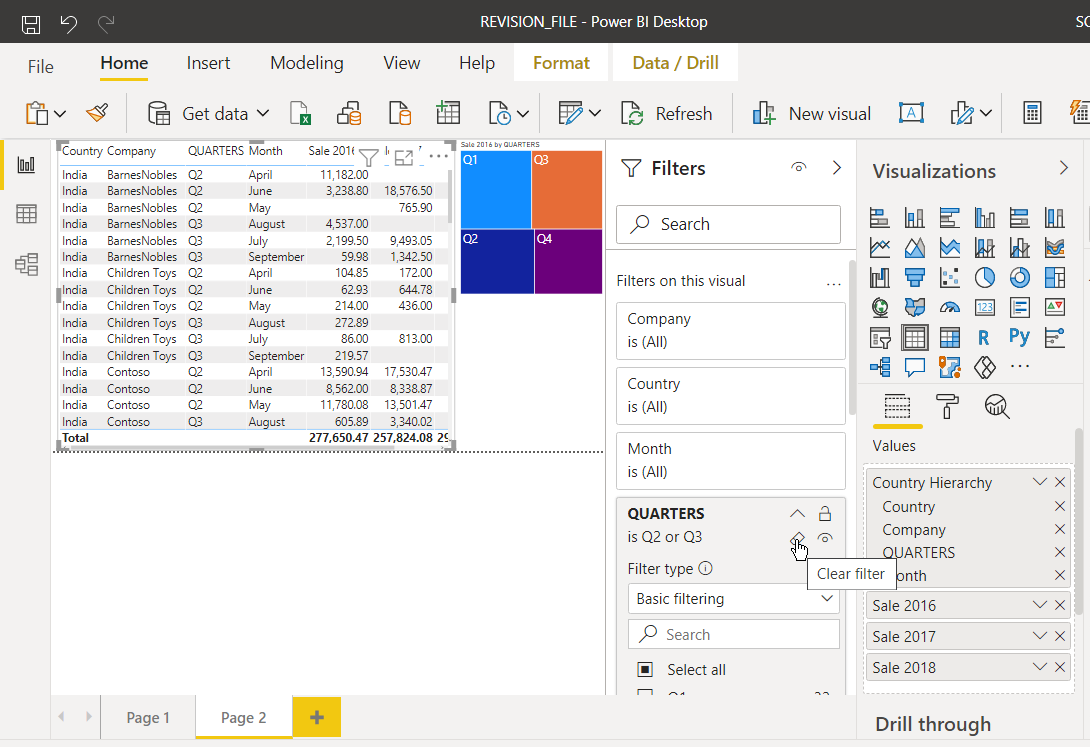 REVISION_FILE - Power BI Desktop
SC
File Home Insert Modeling View Help Format Data / Drill
Get data Refresh New visual
Country Company QUARTERS Month Sale 2016
India BarnesNobles Q2 April 11,182.00
India BarnesNobles Q2 June 3,238.80 18,576.50
India BarnesNobles Q2 May 765.90
India BarnesNobles Q3 August 4,537.00
India BarnesNobles Q3 July 2,199.50 9,493.05
India BarnesNobles Q3 September 59.98 1,342.50
India Children Toys Q2 April 104.85 172.00
India Children Toys Q2 June 62.93 644.78
India Children Toys Q2 May 214.00 436.00
India Children Toys Q3 August 272.89
India Children Toys Q3 July 86.00 813.00
India Children Toys Q3 September 219.57
India Contoso Q2 April 13,590.94 17,530.47
India Contoso Q2 June 8,562.00 8,338.87
India Contoso Q2 May 11,780.08 13,501.47
India Contoso Q3 August 605.89 3,340.02
Total 277,650.47 257,824.08 29
Sale 2016 by QUARTERS
Q1 Q3
Q2 Q4
Filters
Search
Filters on this visual
Company
is (All)
Country
is (All)
Month
is (All)
QUARTERS
is Q2 or Q3
Clear filter
Filter type
Basic filtering
Search
Select all
Visualizations
123
R Py
Values
Country Hierarchy
Country
Company
QUARTERS
onth
Sale 2016
Sale 2017
Sale 2018
Drill through
Page 1 Page 2